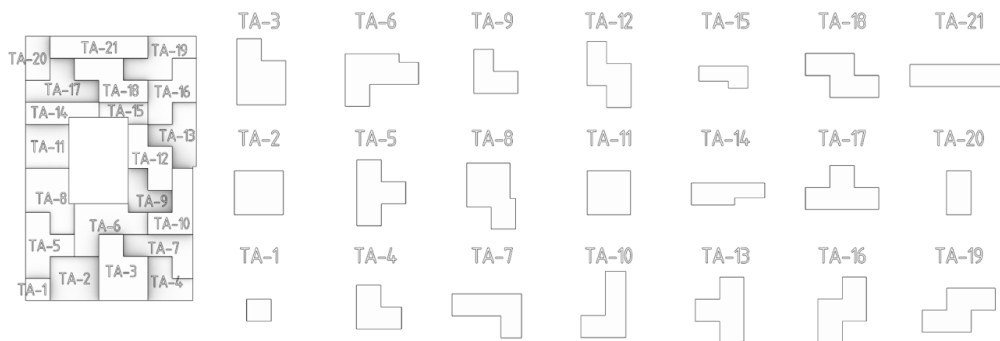 TA-20 TA-21 TA-19
TA-17 TA-18 TA-16
TA-14 TA-15
TA-13
TA-11
TA-12
TA-8
TA-9
TA-6 TA-10
TA-5 TA-7
TA-3
TA-2 TA-4
TA-1
TA-3 TA-6 TA-9 TA-12 TA-15 TA-18 TA-21
TA-2 TA-5 TA-8 TA-11 TA-14 TA-17 TA-20
TA-1 TA-4 TA-7 TA-10 TA-13 TA-16 TA-19